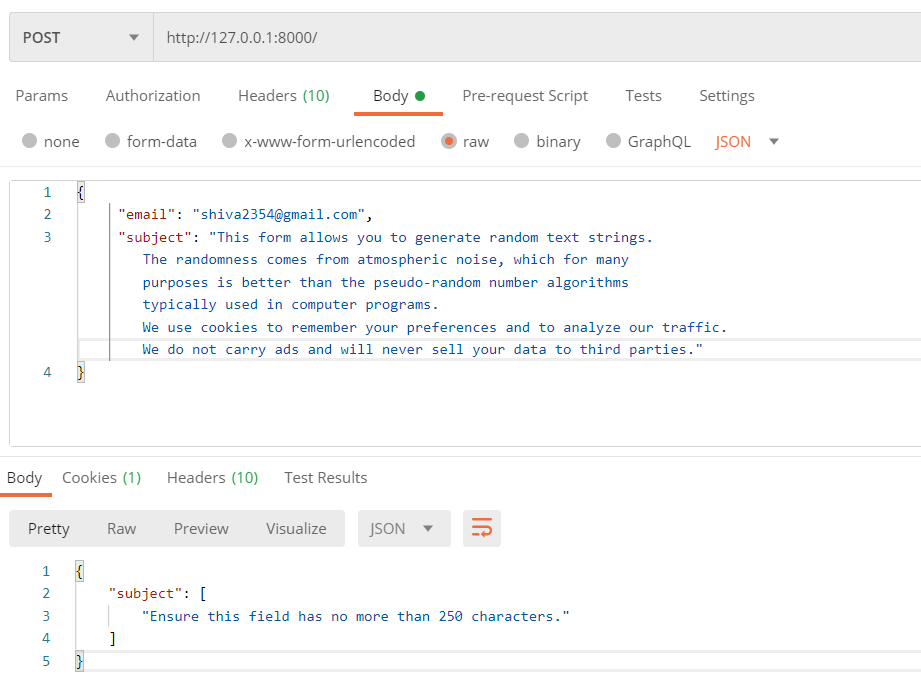 POST http://127.0.0.1:8000/
Params Authorization Headers (10) Body Pre-request Script Tests Settings
none form-data x-www-form-urlencoded raw binary GraphQL JSON
1 {
2 "email": "shiva2354@gmail.com",
3 "subject": "This form allows you to generate random text strings.
The randomness comes from atmospheric noise, which for many
purposes is better than the pseudo-random number algorithms
typically used in computer programs.
We use cookies to remember your preferences and to analyze our traffic.
We do not carry ads and will never sell your data to third parties."
4 }
Body Cookies (1) Headers (10) Test Results
Pretty Raw Preview Visualize JSON
1 {
2 "subject": [
3 "Ensure this field has no more than 250 characters."
4 ]
5 }